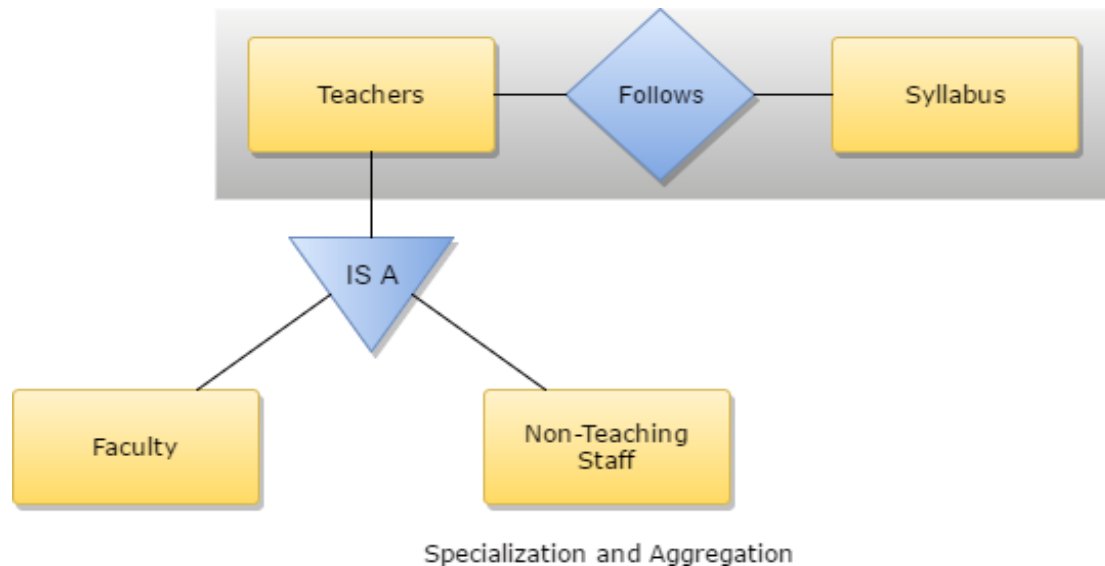 Teachers
Follows
Syllabus
IS A
Faculty
Non-Teaching
Staff
Specialization and Aggregation